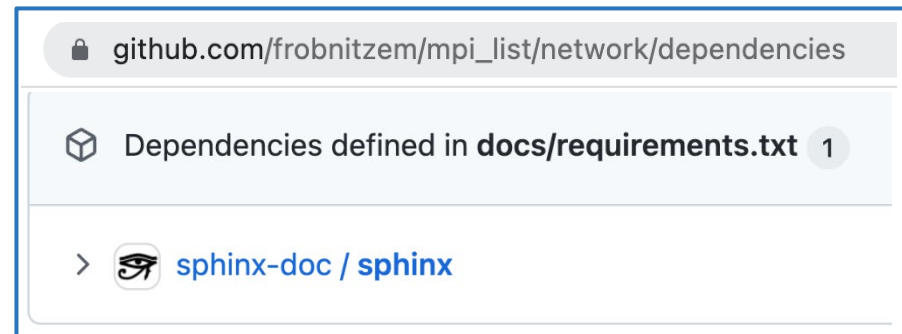 github.com/frobnitzem/mpi_list/network/dependencies
Dependencies defined in docs/requirements.txt 1
sphinx-doc / sphinx